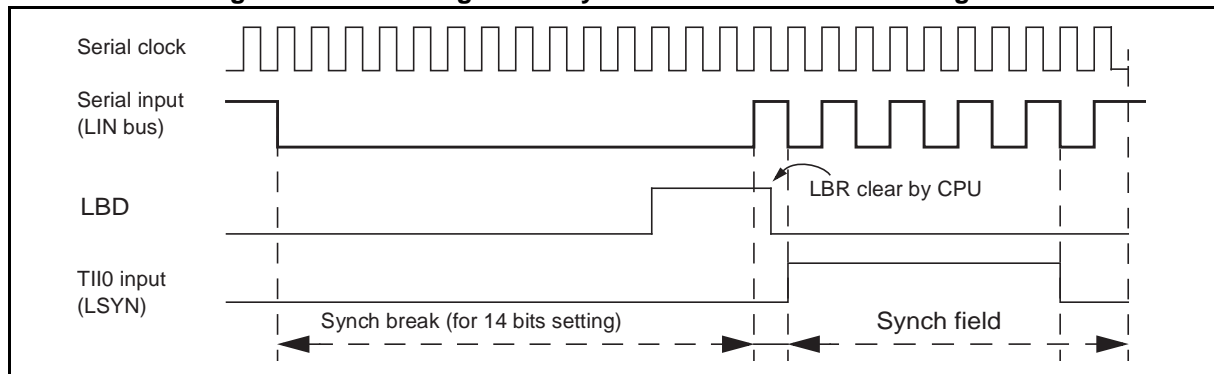 Serial clock
Serial input
(LIN bus)
LBR clear by CPU
LBD
TII0 input
(LSYN)
Synch break (for 14 bits setting)
Synch field